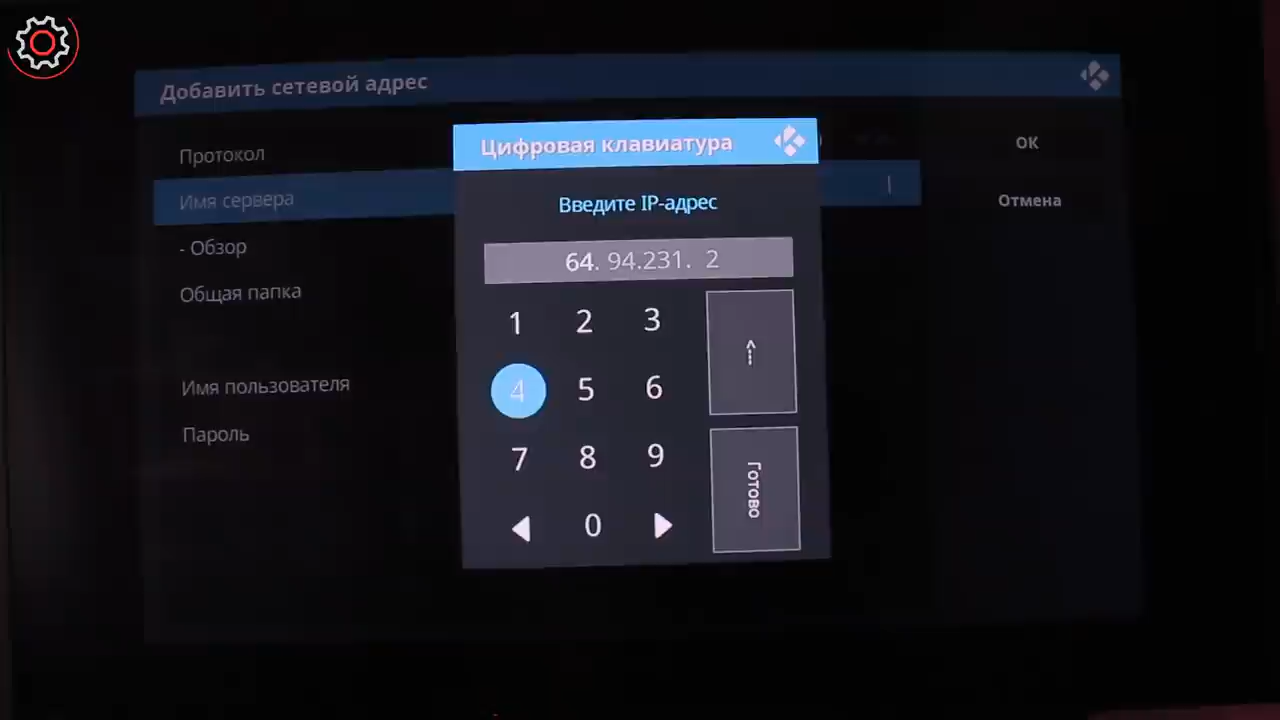 Добавить сетевой адрес
Протокол
Имя сервера
- Обзор
Общая папка
Имя пользователя
Пароль
Цифровая клавиатура
Введите IP-адрес
64. 94.231. 2
1 2 3
4 5 6
7 8 9
0
Готово
ОК
Отмена